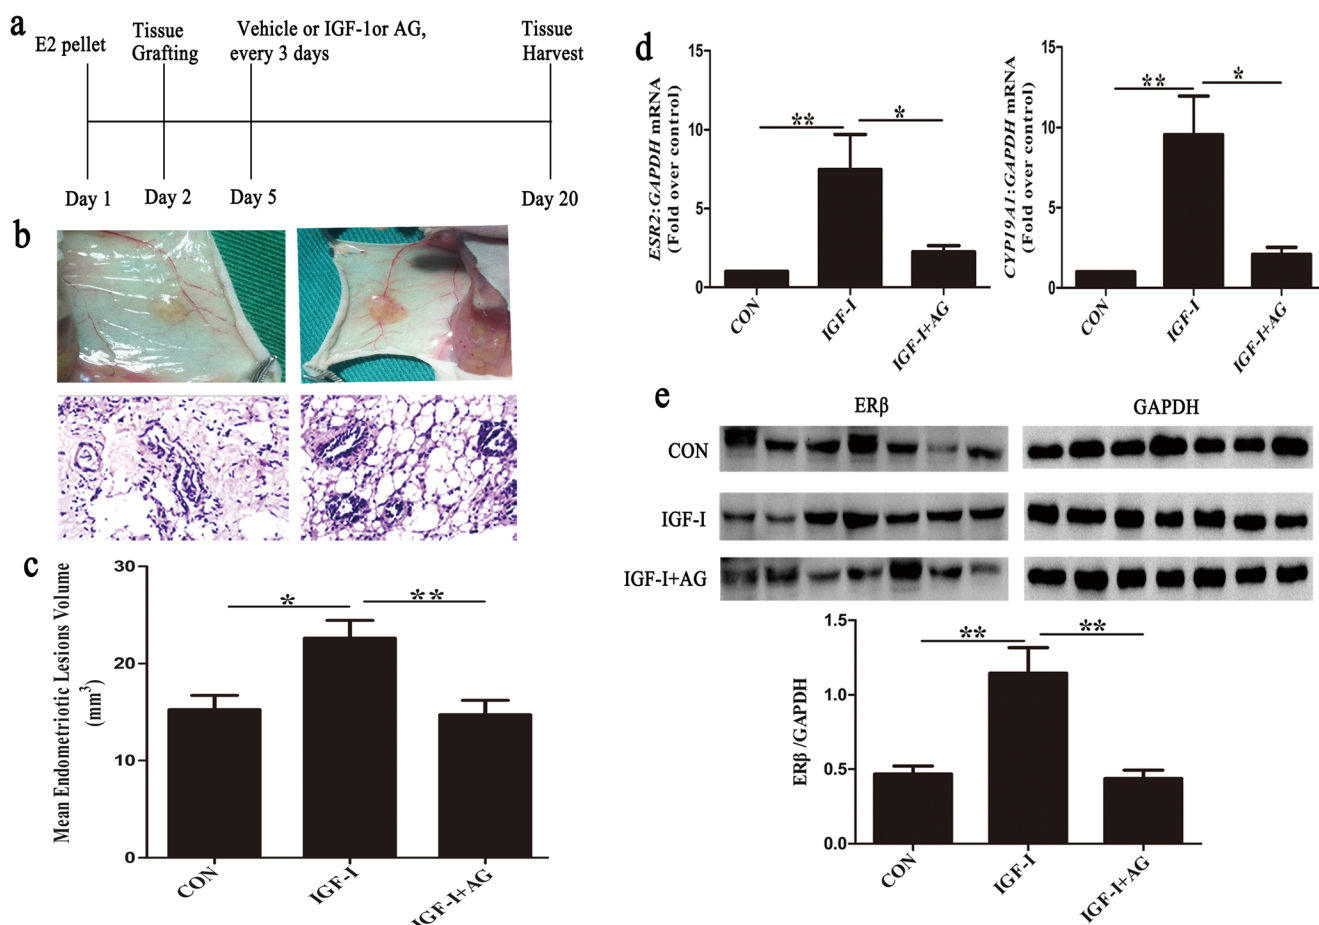 a
E2 pellet
Tissue
Grafting
Vehicle or IGF-1or AG,
every 3 days
Tissue
Harvest
Day 1
Day 2
Day 5
Day 20
b
c
Mean Endometriotic Lesions Volume
(mm³)
30
20
10
0
*
**
CON
IGF-I
IGF-I+AG
d
ESR2:GAPDH mRNA
(Fold over control)
15
10
5
0
**
*
CON
IGF-I
IGF-I+AG
CYP19A1:GAPDH mRNA
(Fold over control)
15
10
5
0
**
*
CON
IGF-I
IGF-I+AG
e
ERβ
GAPDH
CON
IGF-I
IGF-I+AG
ERβ /GAPDH
1.5
1.0
0.5
0.0
**
**
CON
IGF-I
IGF-I+AG